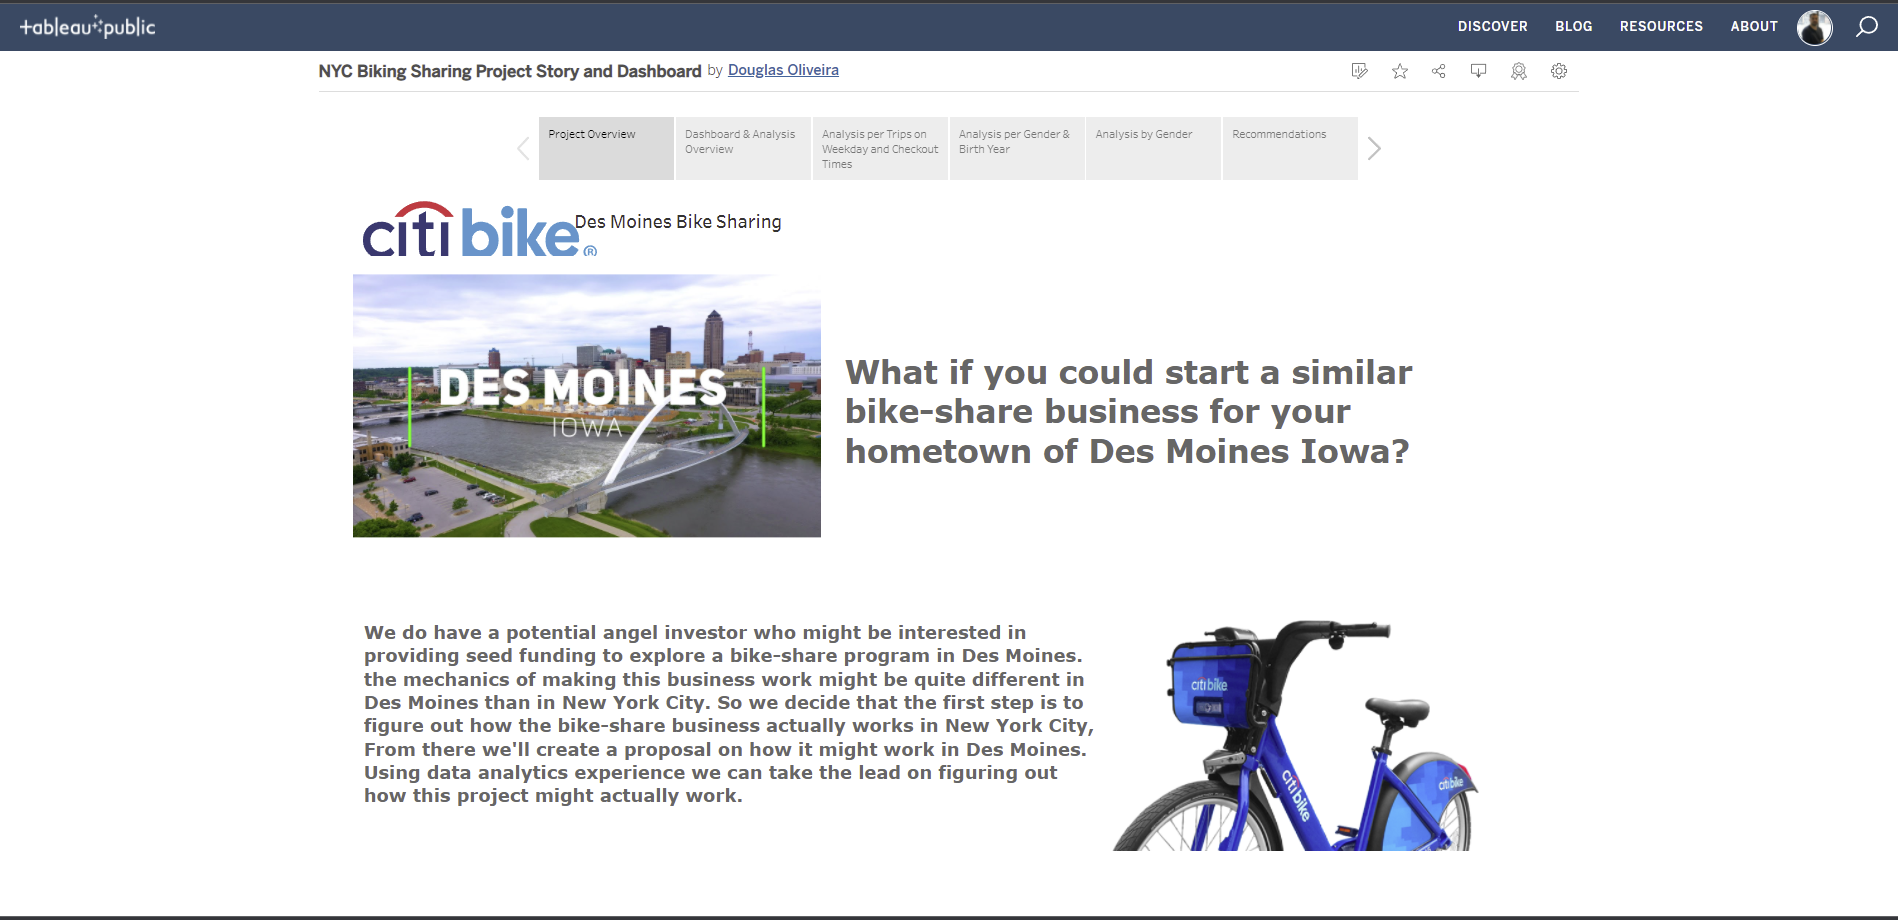 tableau public
DISCOVER BLOG RESOURCES ABOUT
NYC Biking Sharing Project Story and Dashboard by Douglas Oliveira
Project Overview
Dashboard & Analysis
Overview
Analysis per Trips on
Weekday and Checkout
Times
Analysis per Gender &
Birth Year
Analysis by Gender
Recommendations
citi bike®
Des Moines Bike Sharing
DES MOINES
IOWA
What if you could start a similar
bike-share business for your
hometown of Des Moines Iowa?
We do have a potential angel investor who might be interested in
providing seed funding to explore a bike-share program in Des Moines.
the mechanics of making this business work might be quite different in
Des Moines than in New York City. So we decide that the first step is to
figure out how the bike-share business actually works in New York City,
From there we'll create a proposal on how it might work in Des Moines.
Using data analytics experience we can take the lead on figuring out
how this project might actually work.
citi bike
citi bike
citi bike